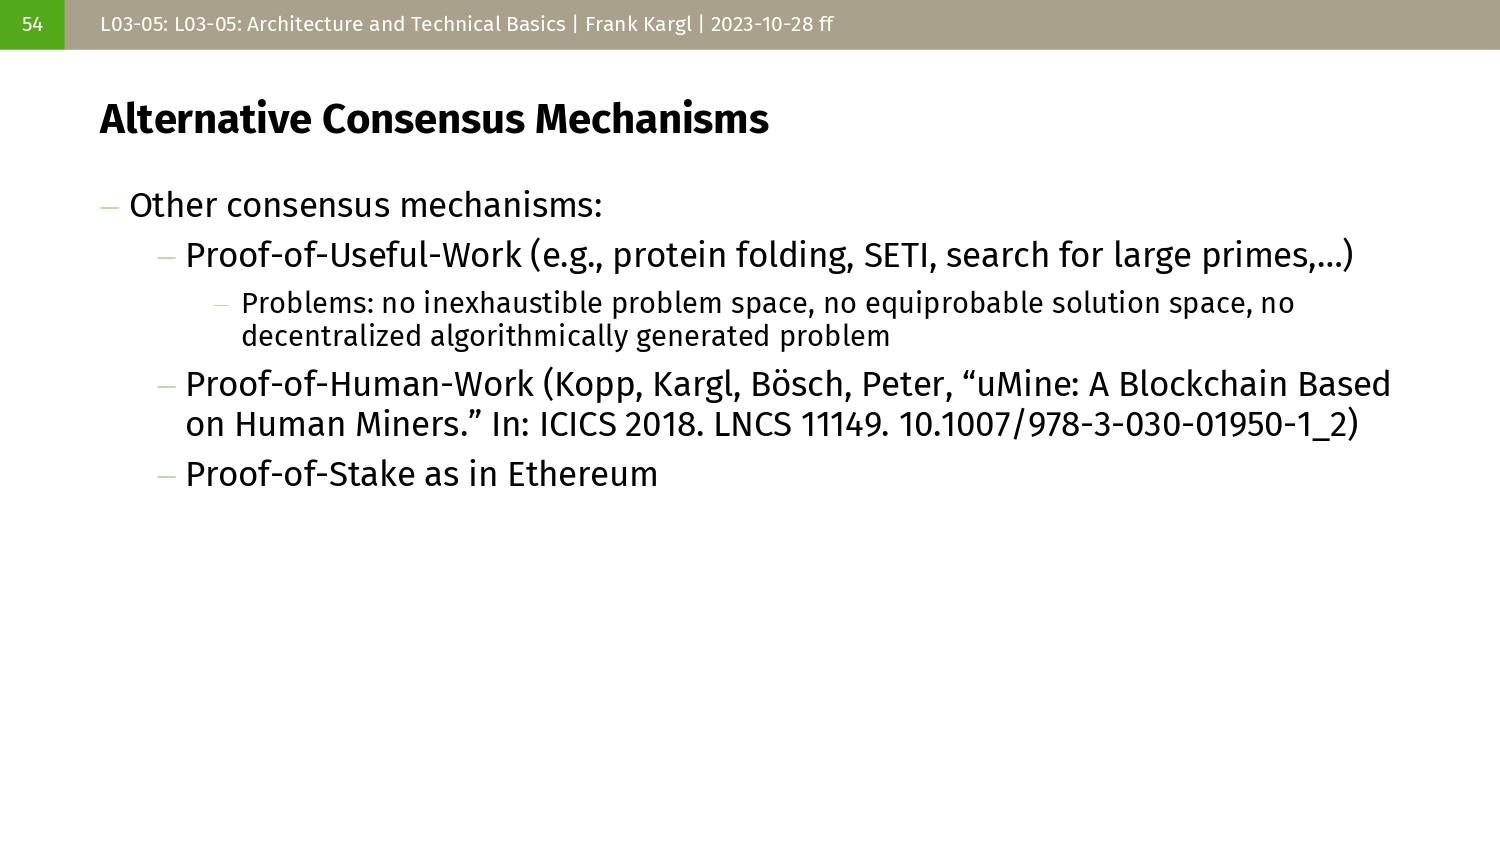 54
L03-05: L03-05: Architecture and Technical Basics | Frank Kargl | 2023-10-28 ff
Alternative Consensus Mechanisms
– Other consensus mechanisms:
– Proof-of-Useful-Work (e.g., protein folding, SETI, search for large primes,...)
– Problems: no inexhaustible problem space, no equiprobable solution space, no
decentralized algorithmically generated problem
– Proof-of-Human-Work (Kopp, Kargl, Bösch, Peter, “uMine: A Blockchain Based
on Human Miners.” In: ICICS 2018. LNCS 11149. 10.1007/978-3-030-01950-1_2)
– Proof-of-Stake as in Ethereum